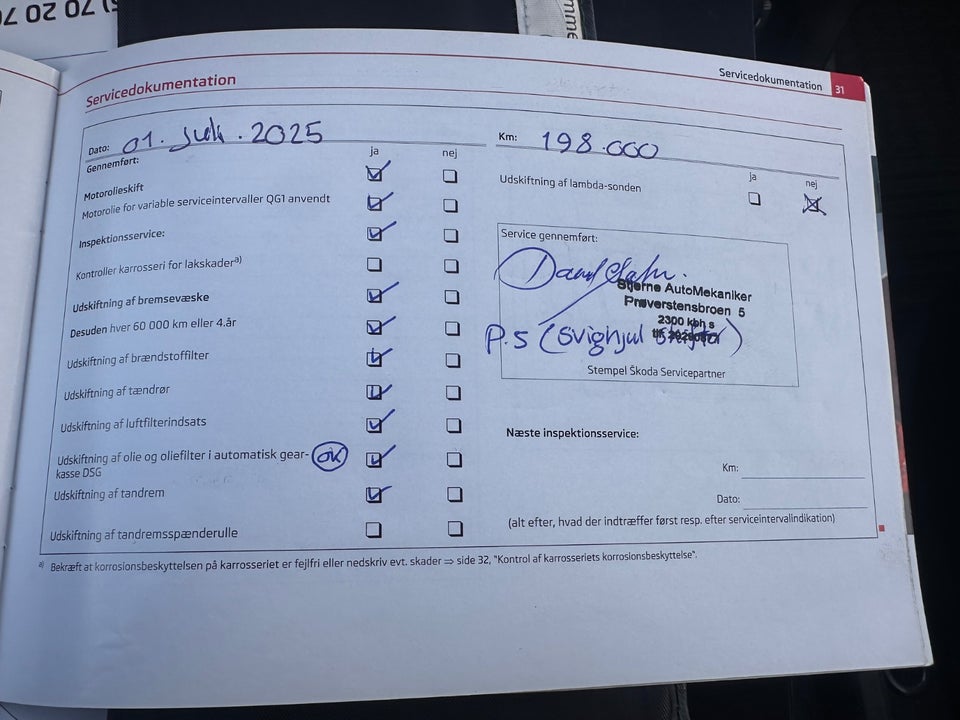 Servicedokumentation
Servicedokumentation 31
Dato: 01. Juli. 2025
Km: 198.000
Gennemført:
ja nej
Motorolieskift
Motorolie for variable serviceintervaller QG1 anvendt
Inspektionsservice:
Kontroller karrosseri for lakskader a)
Udskiftning af bremsevæske
Desuden hver 60 000 km eller 4.år
Udskiftning af brændstoffilter
Udskiftning af tændrør
Udskiftning af luftfilterindsats
Udskiftning af olie og oliefilter i automatisk gear- OK
kasse DSG
Udskiftning af tandrem
Udskiftning af tandremsspænderulle
ja nej
Udskiftning af lambda-sonden
Service gennemført:
Stjerne AutoMekaniker
Prøverstensbroen 5
2300 kbh s
P.S (Svighjul
Stempel Škoda Servicepartner
Næste inspektionsservice:
Km:
Dato:
(alt efter, hvad der indtræffer først resp. efter serviceintervalindikation)
a) Bekræft at korrosionsbeskyttelsen på karrosseriet er fejlfri eller nedskriv evt. skader ⇒ side 32, "Kontrol af karrosseriets korrosionsbeskyttelse".